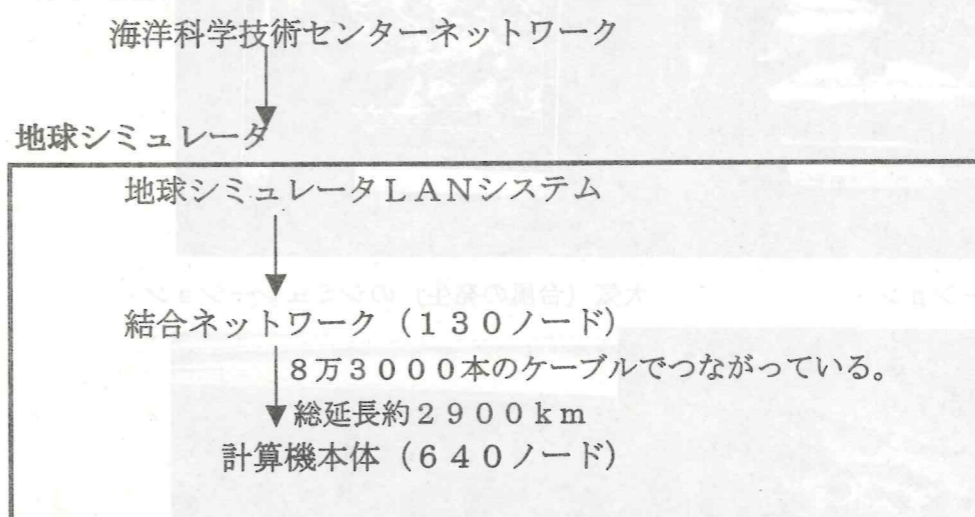 海洋科学技術センターネットワーク
地球シミュレータ
地球シミュレータＬＡＮシステム
結合ネットワーク（１３０ノード）
８万３０００本のケーブルでつながっている。
総延長約２９００ｋｍ
計算機本体（６４０ノード）